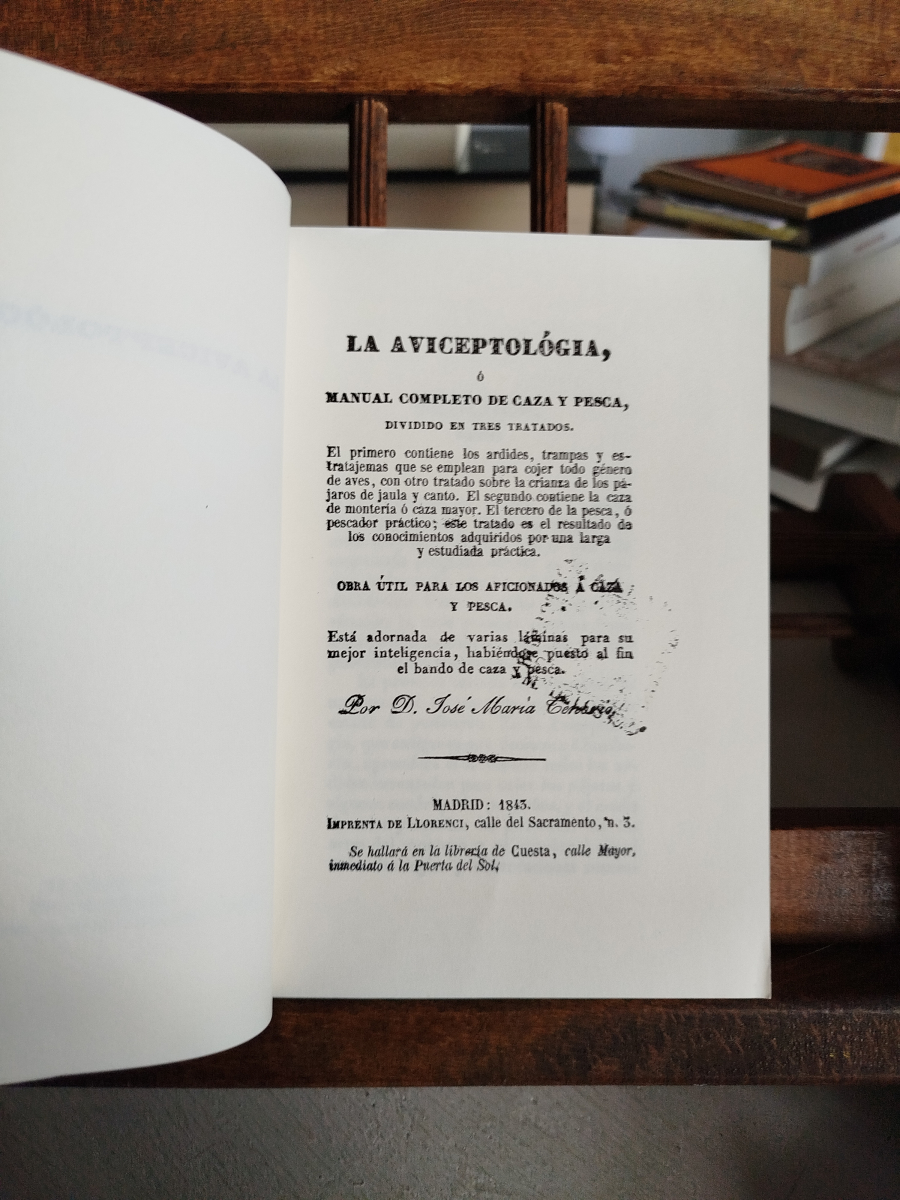 LA AVICEPTOLÓGIA,
Ó
MANUAL COMPLETO DE CAZA Y PESCA,
DIVIDIDO EN TRES TRATADOS.
El primero contiene los ardides, trampas y es-
tratajemas que se emplean para cojer todo género
de aves, con otro tratado sobre la crianza de los pá-
jaros de jaula y canto. El segundo contiene la caza
de montería ó caza mayor. El tercero de la pesca, ó
pescador práctico; este tratado es el resultado de
los conocimientos adquiridos por una larga
y estudiada práctica.
OBRA ÚTIL PARA LOS AFICIONADOS Á CAZA
Y PESCA.
Está adornada de varias láminas para su
mejor inteligencia, habiéndose puesto al fin
el bando de caza y pesca.
Por D. José María
MADRID: 1843.
IMPRENTA DE LLORENCI, calle del Sacramento, n. 3.
Se hallará en la librería de Cuesta, calle Mayor,
inmediato á la Puerta del Sol.